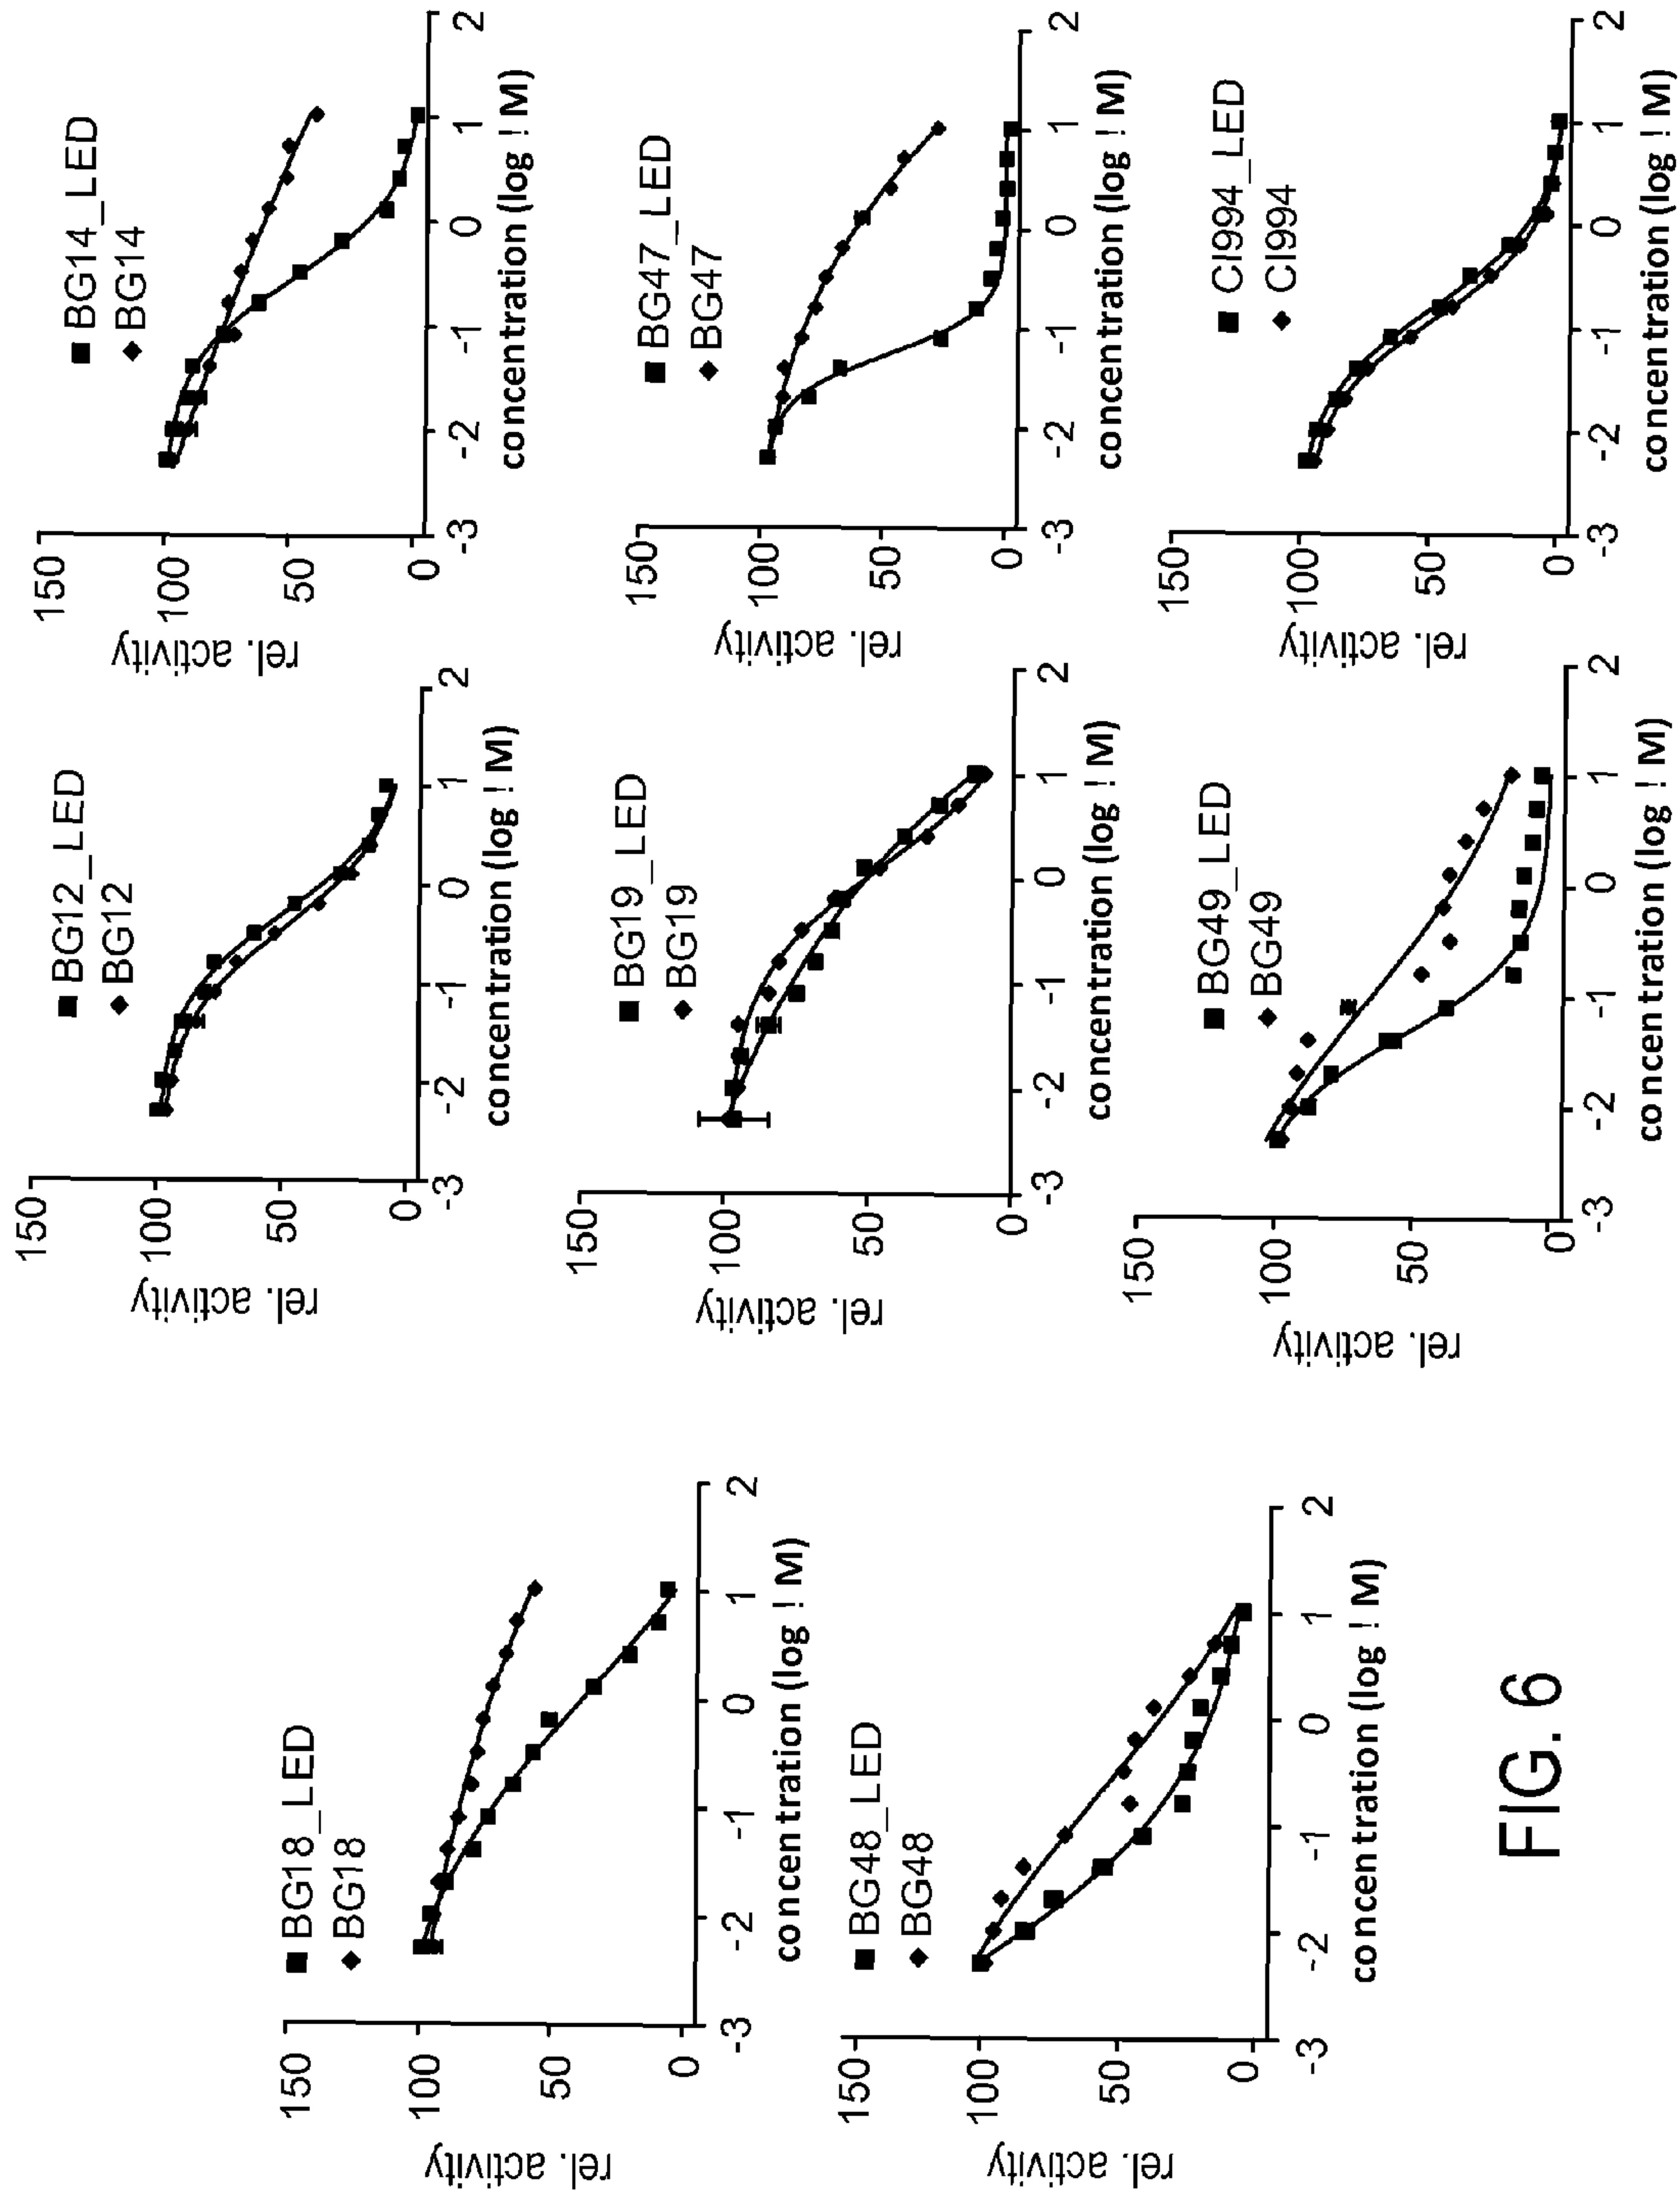 BG18_LED
BG18
150
100
50
0
rel. activity
-3 -2 -1 0 1 2
concentration (log ! M)
BG12_LED
BG12
150
100
50
0
rel. activity
-3 -2 -1 0 1 2
concentration (log ! M)
BG14_LED
BG14
150
100
50
0
rel. activity
-3 -2 -1 0 1 2
concentration (log ! M)
BG48_LED
BG48
150
100
50
0
rel. activity
-3 -2 -1 0 1 2
concentration (log ! M)
BG19_LED
BG19
150
100
50
0
rel. activity
-3 -2 -1 0 1 2
concentration (log ! M)
BG47_LED
BG47
150
100
50
0
rel. activity
-3 -2 -1 0 1 2
concentration (log ! M)
BG49_LED
BG49
150
100
50
0
rel. activity
-3 -2 -1 0 1 2
concentration (log ! M)
CI994_LED
CI994
150
100
50
0
rel. activity
-3 -2 -1 0 1 2
concentration (log ! M)
FIG. 6